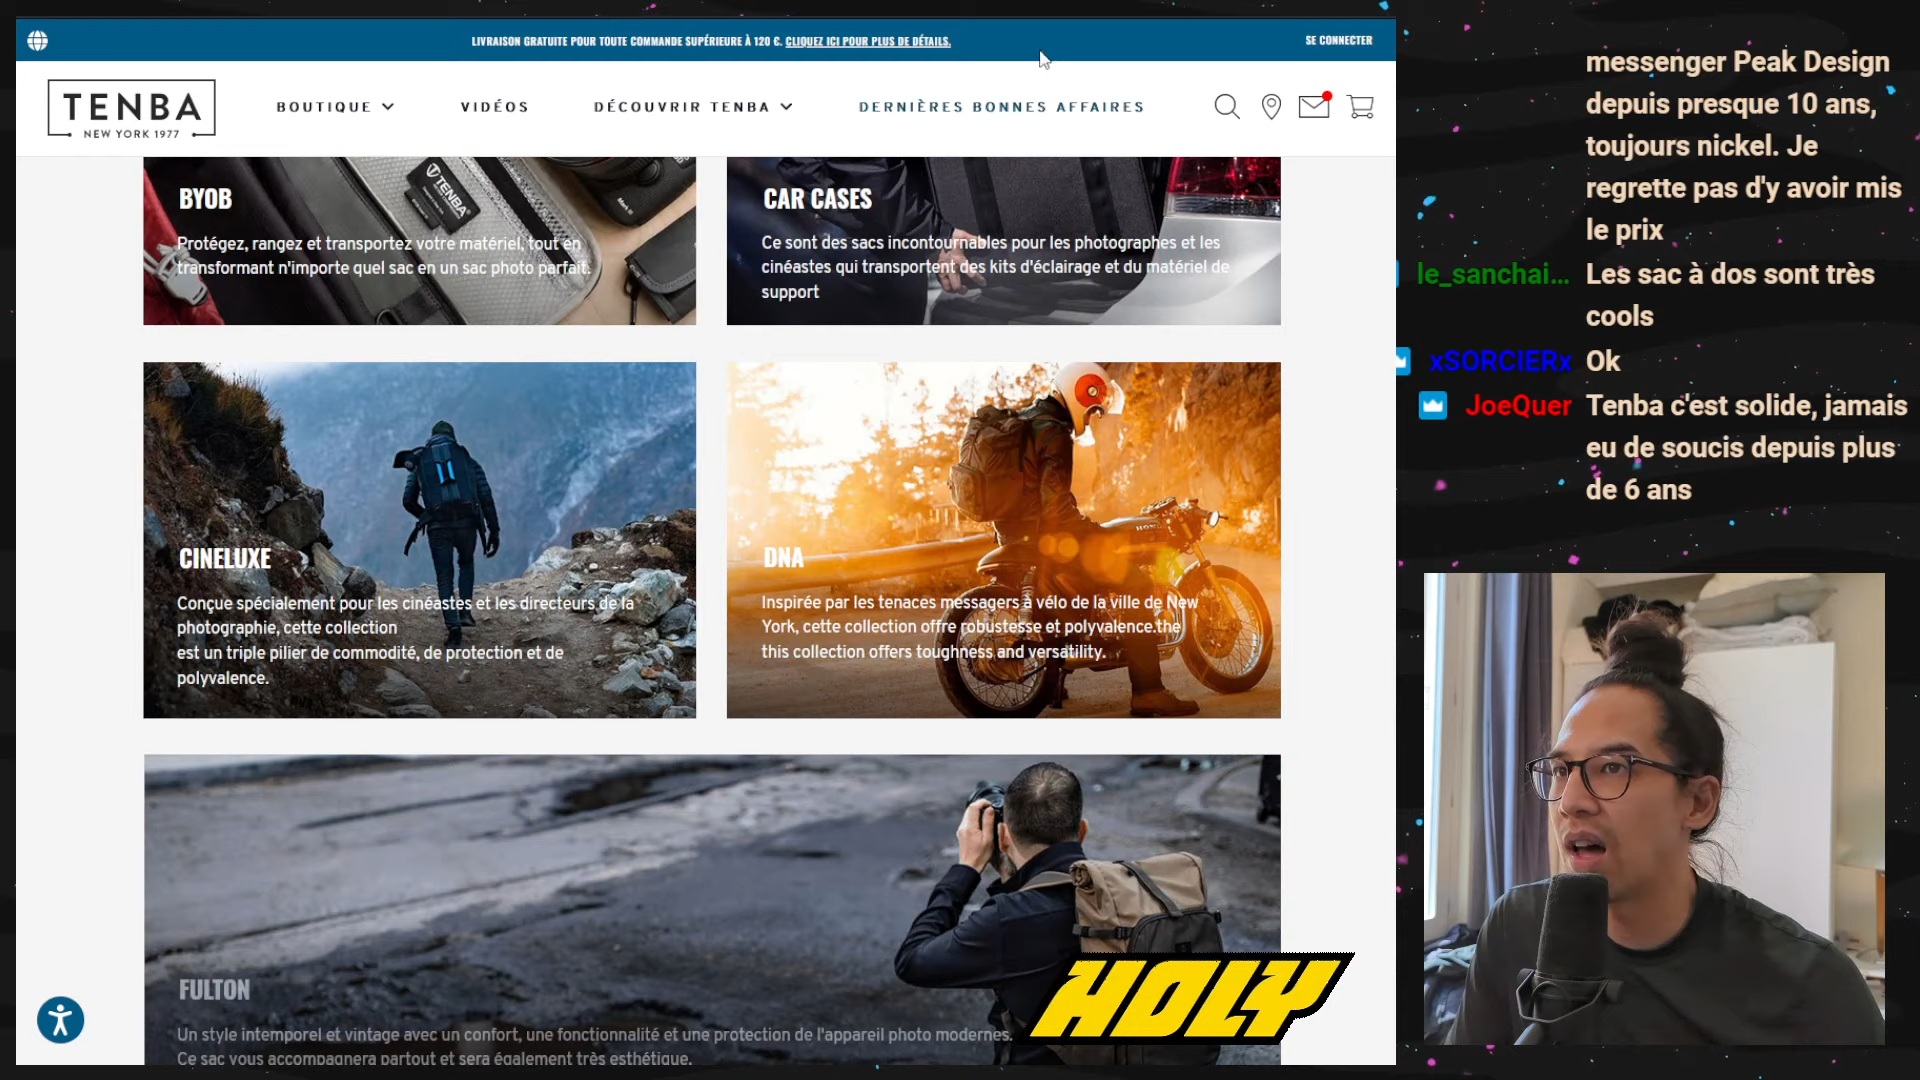 LIVRAISON GRATUITE POUR TOUTE COMMANDE SUPÉRIEURE À 120 €. CLIQUEZ ICI POUR PLUS DE DÉTAILS.
SE CONNECTER
TENBA
NEW YORK 1977
BOUTIQUE
VIDÉOS
DÉCOUVRIR TENBA
DERNIÈRES BONNES AFFAIRES
TENBA
BYOB
Protégez, rangez et transportez votre matériel, tout en
transformant n'importe quel sac en un sac photo parfait.
CAR CASES
Ce sont des sacs incontournables pour les photographes et les
cinéastes qui transportent des kits d'éclairage et du matériel de
support
CINELUXE
Conçue spécialement pour les cinéastes et les directeurs de la
photographie, cette collection
est un triple pilier de commodité, de protection et de
polyvalence.
DNA
Inspirée par les tenaces messagers à vélo de la ville de New
York, cette collection offre robustesse et polyvalence.the
this collection offers toughness and versatility.
FULTON
Un style intemporel et vintage avec un confort, une fonctionnalité et une protection de l'appareil photo modernes.
Ce sac vous accompagnera partout et sera également très esthétique.
HOLY
messenger Peak Design
depuis presque 10 ans,
toujours nickel. Je
regrette pas d'y avoir mis
le prix
le_sanchai... Les sac à dos sont très
cools
xSORCIERx Ok
JoeQuer Tenba c'est solide, jamais
eu de soucis depuis plus
de 6 ans